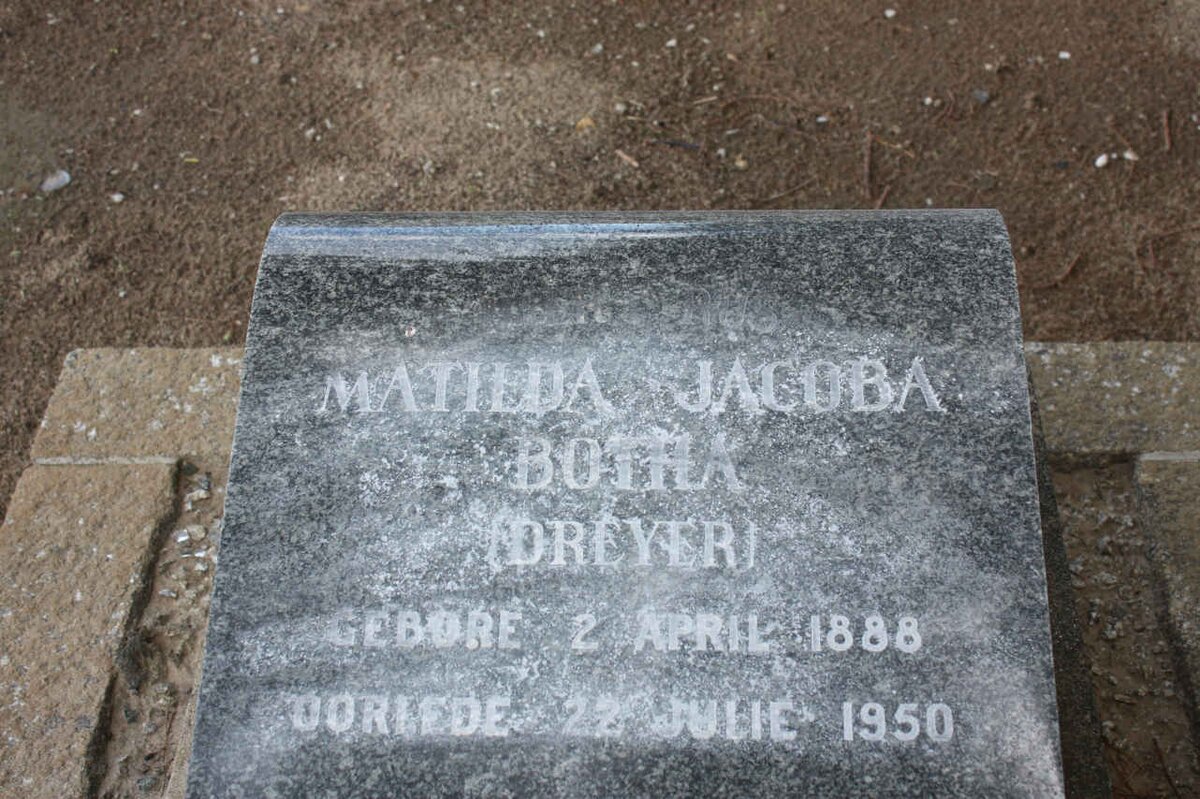 MATILDA JACOBA
BOTHA
(DREYER)
GEBORE 2 APRIL 1888
OORLEDE 22 JULIE 1950